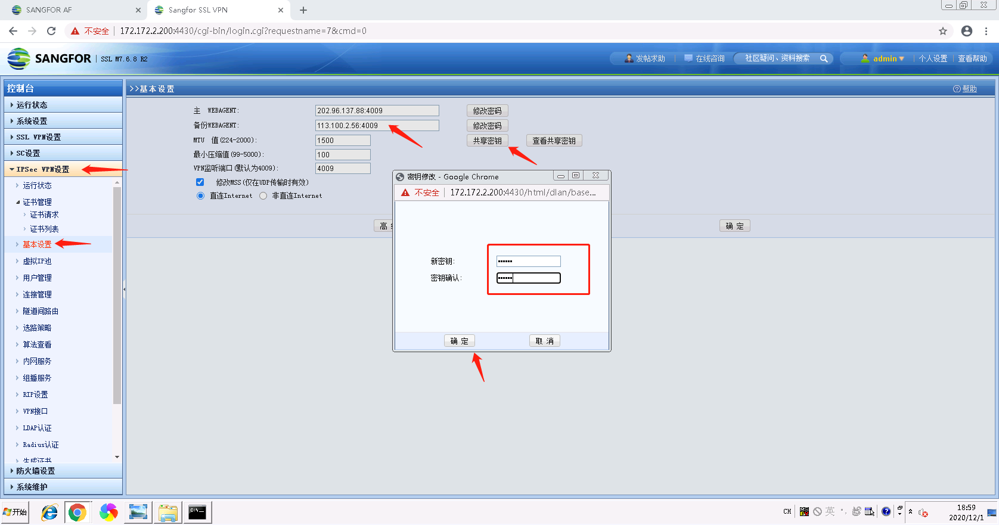 SANGFOR AF
Sangfor SSL VPN
不安全 172.172.2.200:4430/cgi-bin/login.cgi?requestname=7&cmd=0
SANGFOR SSL M7.6.8 R2
发帖求助 在线咨询 社区疑问、资料搜索 admin 个人设置 查看帮助
控制台
>>基本设置
帮助
运行状态
系统设置
SSL VPN设置
SC设置
IPSec VPN设置
运行状态
证书管理
证书请求
证书列表
基本设置
虚拟IP池
用户管理
连接管理
隧道间路由
选路策略
算法查看
内网服务
组播服务
RIP设置
VPN接口
LDAP认证
Radius认证
生成证书
防火墙设置
系统维护
主 WEBAGENT: 202.96.137.88:4009 修改密码
备份WEBAGENT: 113.100.2.56:4009 修改密码
MTU 值(224-2000): 1500 共享密钥 查看共享密钥
最小压缩值(99-5000): 100
VPN监听端口(默认为4009): 4009
修改MSS(仅在UDP传输时有效)
直连Internet 非直连Internet
高
确 定
密钥修改 - Google Chrome
不安全 172.172.2.200:4430/html/dlan/base...
新密钥: ••••••
密钥确认: ••••••
确 定 取 消
开始
C:\
CH
英
18:59
2020/12/1